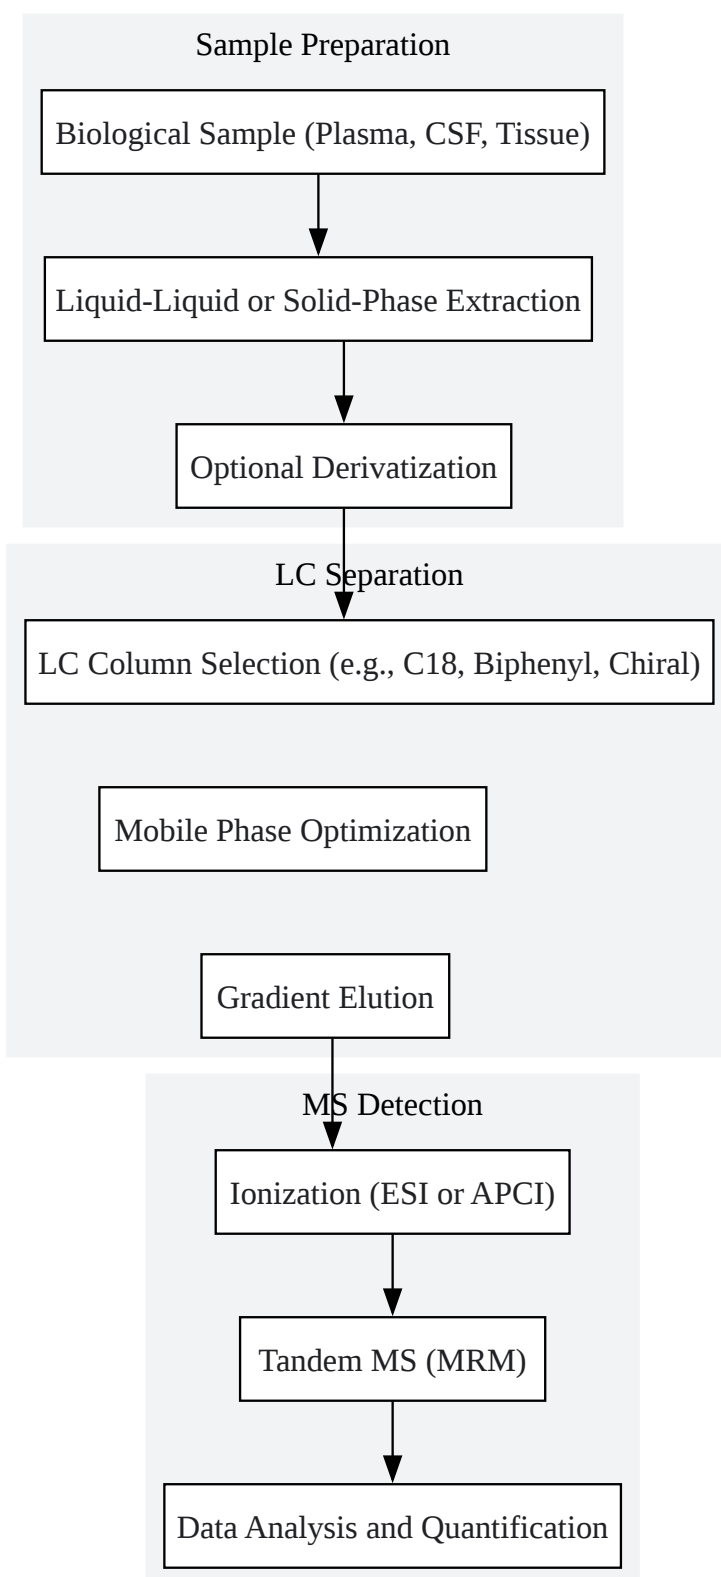 Sample Preparation
Biological Sample (Plasma, CSF, Tissue)
Liquid-Liquid or Solid-Phase Extraction
Optional Derivatization
LC Separation
LC Column Selection (e.g., C18, Biphenyl, Chiral)
Mobile Phase Optimization
Gradient Elution
MS Detection
Ionization (ESI or APCI)
Tandem MS (MRM)
Data Analysis and Quantification